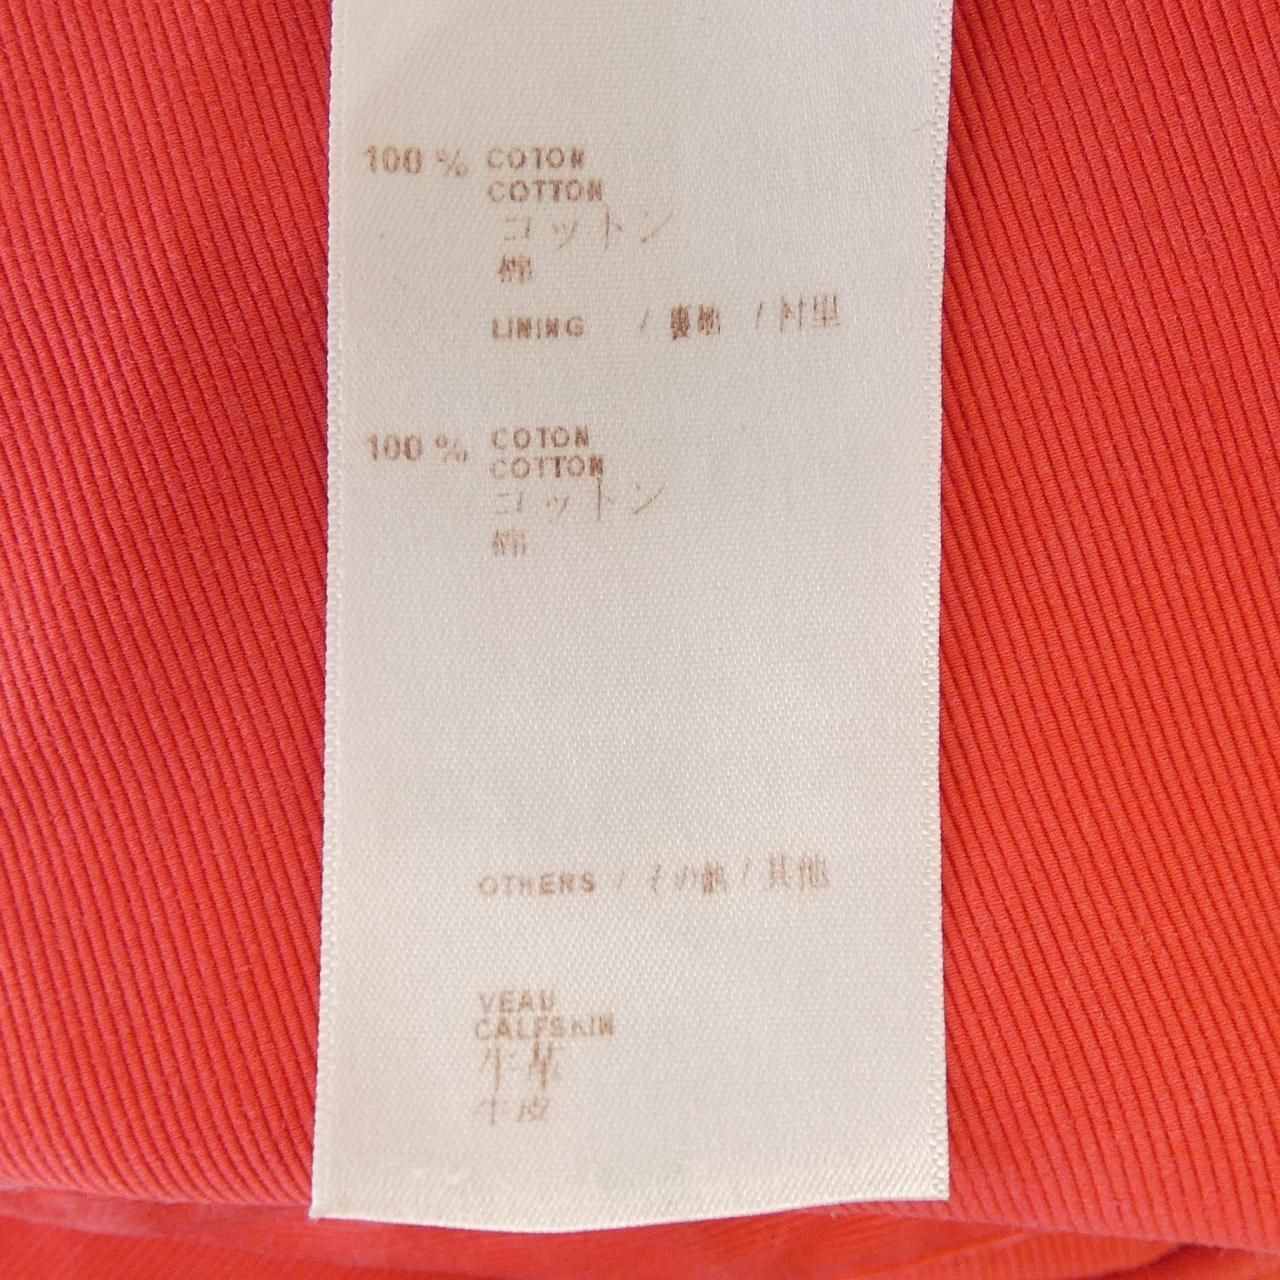 100 % COTON
COTTON
コットン
棉
LINING / 裏地 / 衬里
100 % COTON
COTTON
コットン
棉
OTHERS / その他 / 其他
VEAU
CALFSKIN
牛革
牛皮